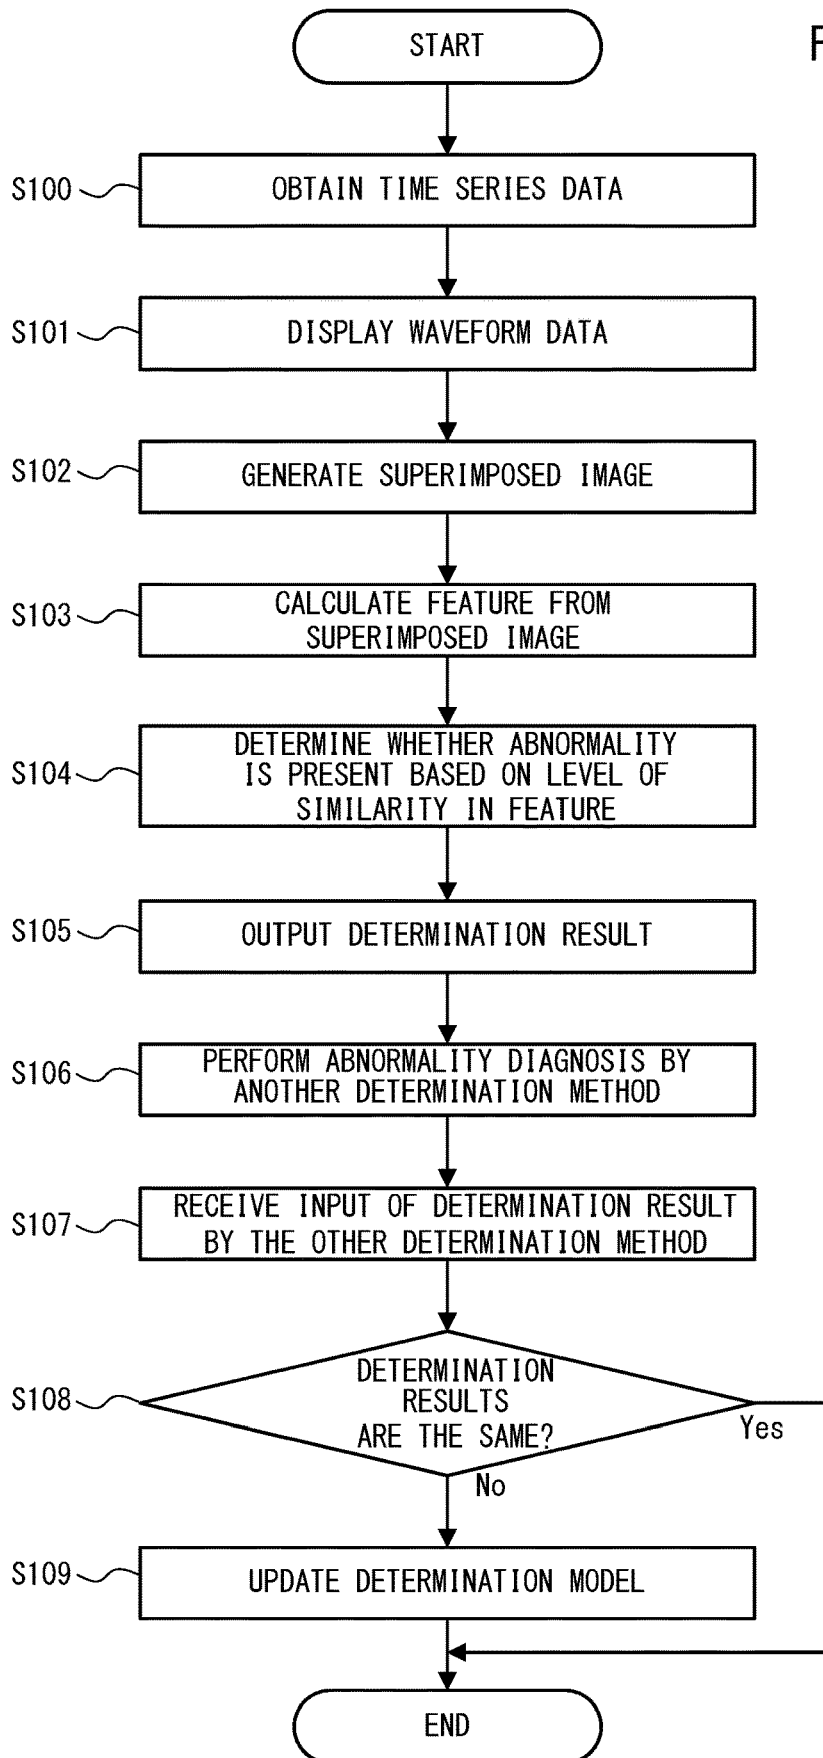 START
S100
OBTAIN TIME SERIES DATA
S101
DISPLAY WAVEFORM DATA
S102
GENERATE SUPERIMPOSED IMAGE
S103
CALCULATE FEATURE FROM
SUPERIMPOSED IMAGE
S104
DETERMINE WHETHER ABNORMALITY
IS PRESENT BASED ON LEVEL OF
SIMILARITY IN FEATURE
S105
OUTPUT DETERMINATION RESULT
S106
PERFORM ABNORMALITY DIAGNOSIS BY
ANOTHER DETERMINATION METHOD
S107
RECEIVE INPUT OF DETERMINATION RESULT
BY THE OTHER DETERMINATION METHOD
S108
DETERMINATION
RESULTS
ARE THE SAME?
Yes
No
S109
UPDATE DETERMINATION MODEL
END